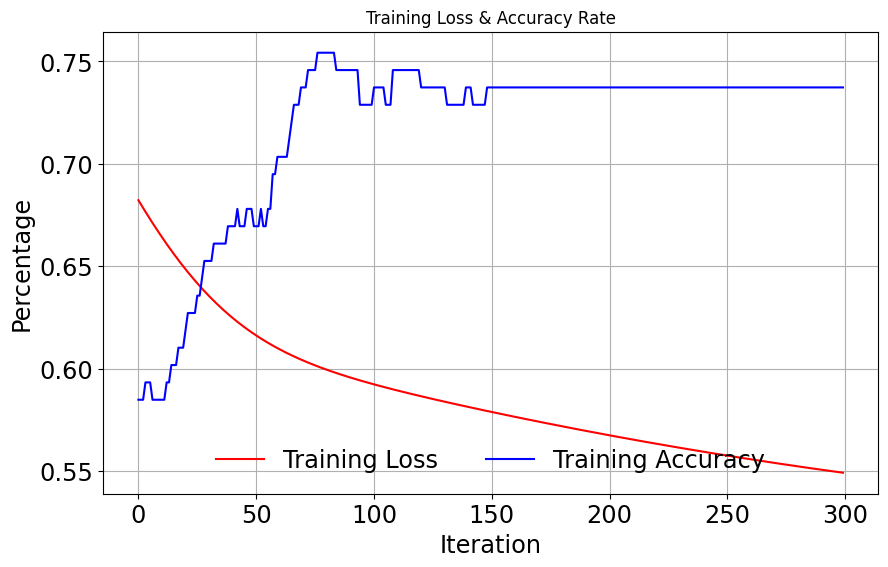 Training Loss & Accuracy Rate
0.75
0.70
0.65
0.60
0.55
Percentage
Training Loss Training Accuracy
0 50 100 150 200 250 300
Iteration